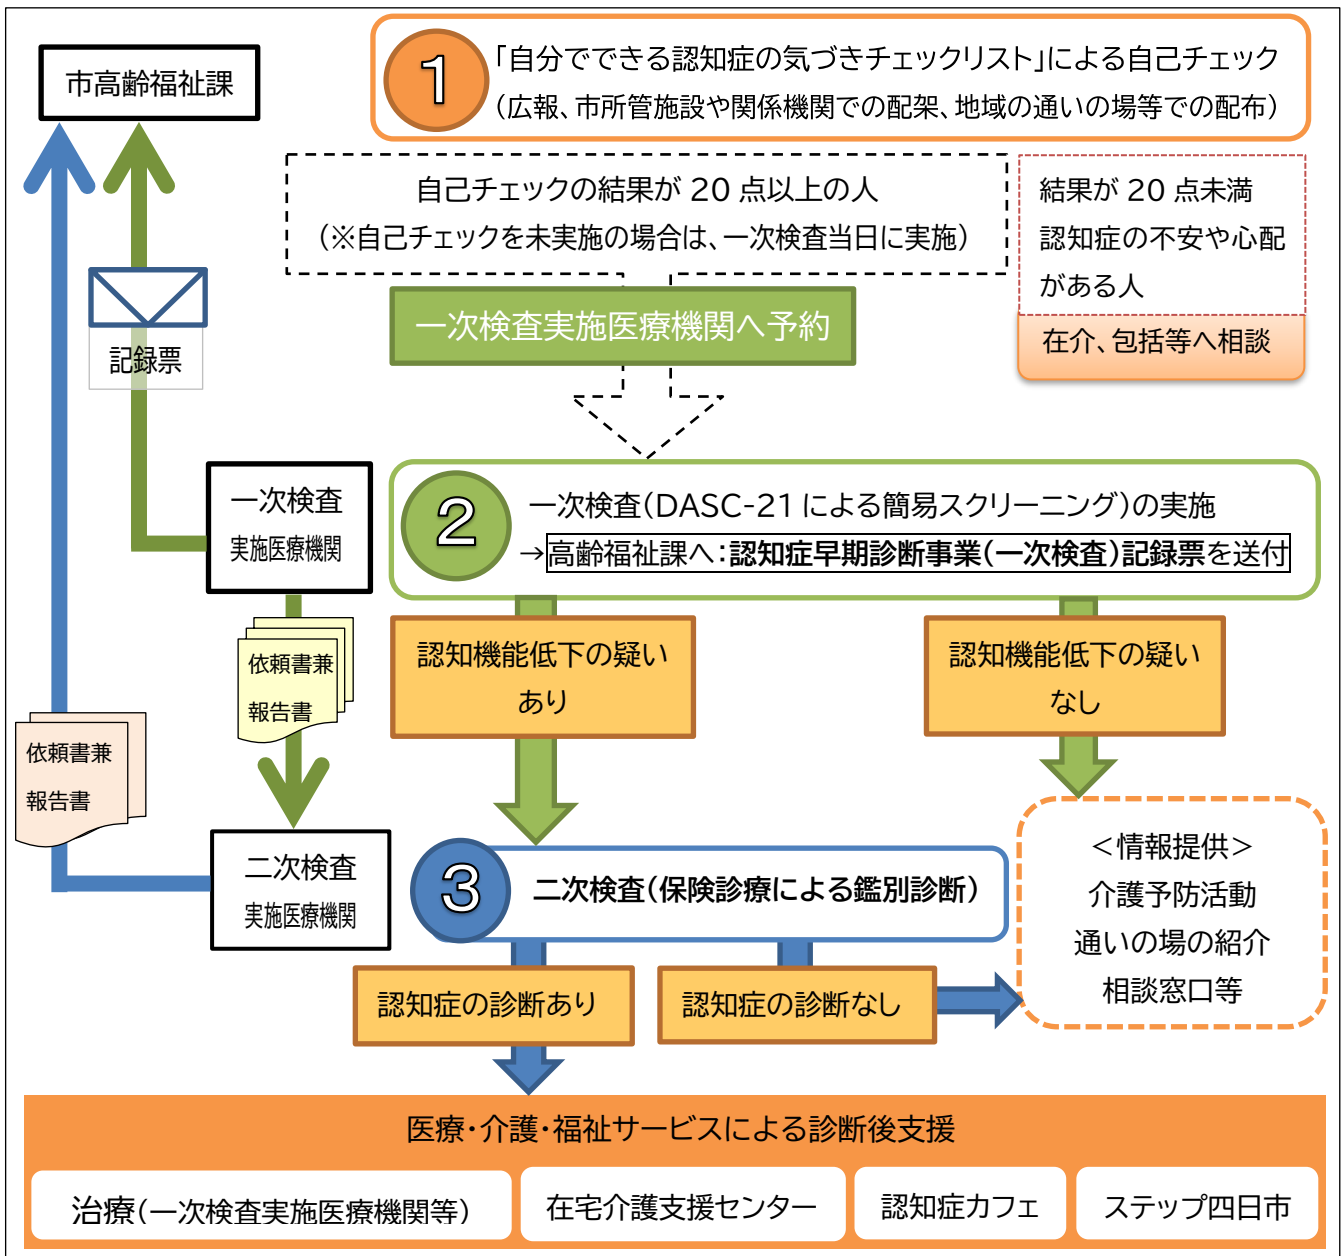 市高齢福祉課
1
「自分でできる認知症の気づきチェックリスト」による自己チェック
(広報、市所管施設や関係機関での配架、地域の通いの場等での配布)
自己チェックの結果が 20 点以上の人
(※自己チェックを未実施の場合は、一次検査当日に実施)
結果が 20 点未満
認知症の不安や心配
がある人
在介、包括等へ相談
一次検査実施医療機関へ予約
記録票
一次検査
実施医療機関
2
一次検査(DASC-21 による簡易スクリーニング)の実施
→高齢福祉課へ:認知症早期診断事業(一次検査)記録票を送付
依頼書兼
報告書
認知機能低下の疑い
あり
認知機能低下の疑い
なし
依頼書兼
報告書
二次検査
実施医療機関
3
二次検査(保険診療による鑑別診断)
<情報提供>
介護予防活動
通いの場の紹介
相談窓口等
認知症の診断あり
認知症の診断なし
医療・介護・福祉サービスによる診断後支援
治療(一次検査実施医療機関等)
在宅介護支援センター
認知症カフェ
ステップ四日市